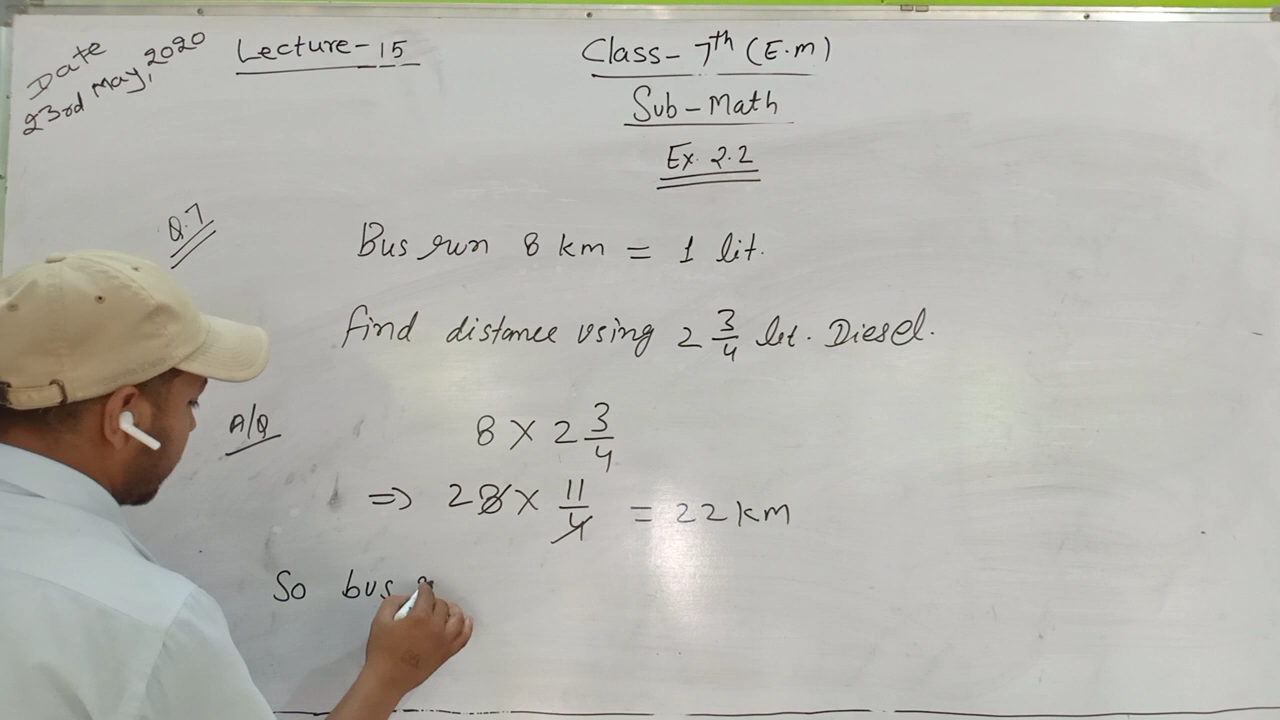 Date
23rd May, 2020
Lecture-15
Class- 7th (E.m)
Sub-Math
Ex. 2.2
Q.7
Bus run 8 km = 1 lit.
find distance using 2 3/4 lit. Diesel.
A/Q
8 × 2 3/4
⇒ 2 8 × 11/4 = 22 km
So bus